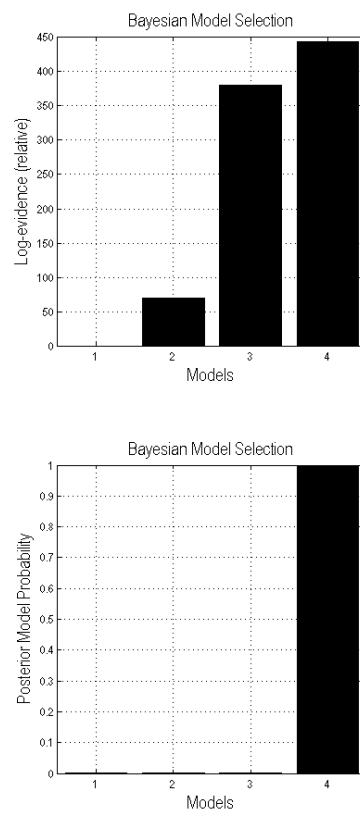 Bayesian Model Selection
450
400
350
300
250
200
150
100
50
0
Log-evidence (relative)
1 2 3 4
Models
Bayesian Model Selection
1
0.9
0.8
0.7
0.6
0.5
0.4
0.3
0.2
0.1
0
Posterior Model Probability
1 2 3 4
Models